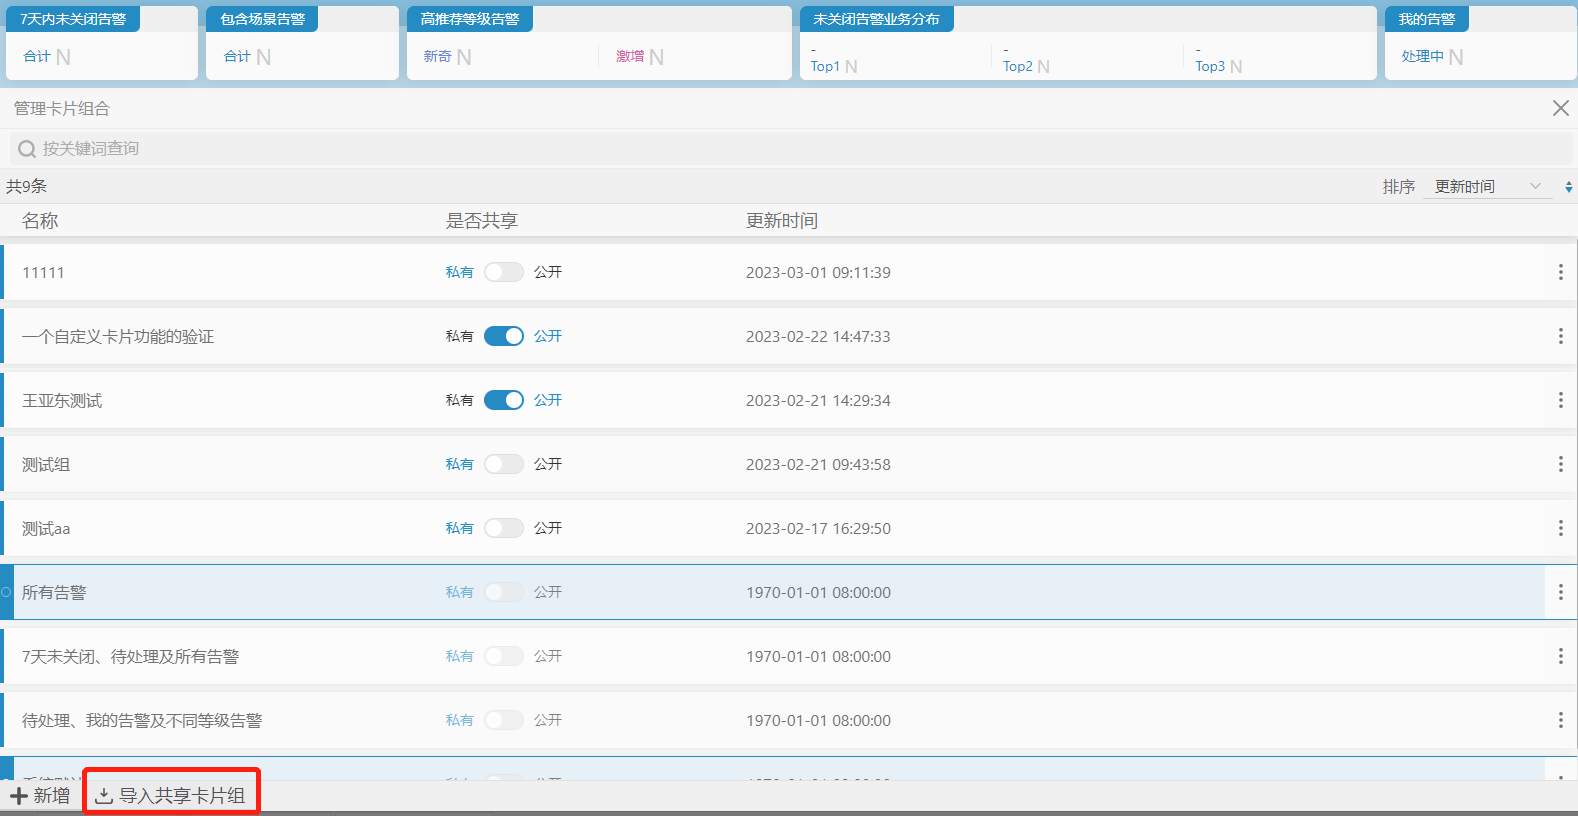 7天内未关闭告警 包含场景告警 高推荐等级告警 未关闭告警业务分布 我的告警
合计 N 合计 N 新奇 N 激增 N - Top1 N - Top2 N - Top3 N 处理中 N
管理卡片组合
按关键词查询
共9条 排序 更新时间
名称 是否共享 更新时间
11111 私有 公开 2023-03-01 09:11:39
一个自定义卡片功能的验证 私有 公开 2023-02-22 14:47:33
王亚东测试 私有 公开 2023-02-21 14:29:34
测试组 私有 公开 2023-02-21 09:43:58
测试aa 私有 公开 2023-02-17 16:29:50
所有告警 私有 公开 1970-01-01 08:00:00
7天未关闭、待处理及所有告警 私有 公开 1970-01-01 08:00:00
待处理、我的告警及不同等级告警 私有 公开 1970-01-01 08:00:00
新增 导入共享卡片组